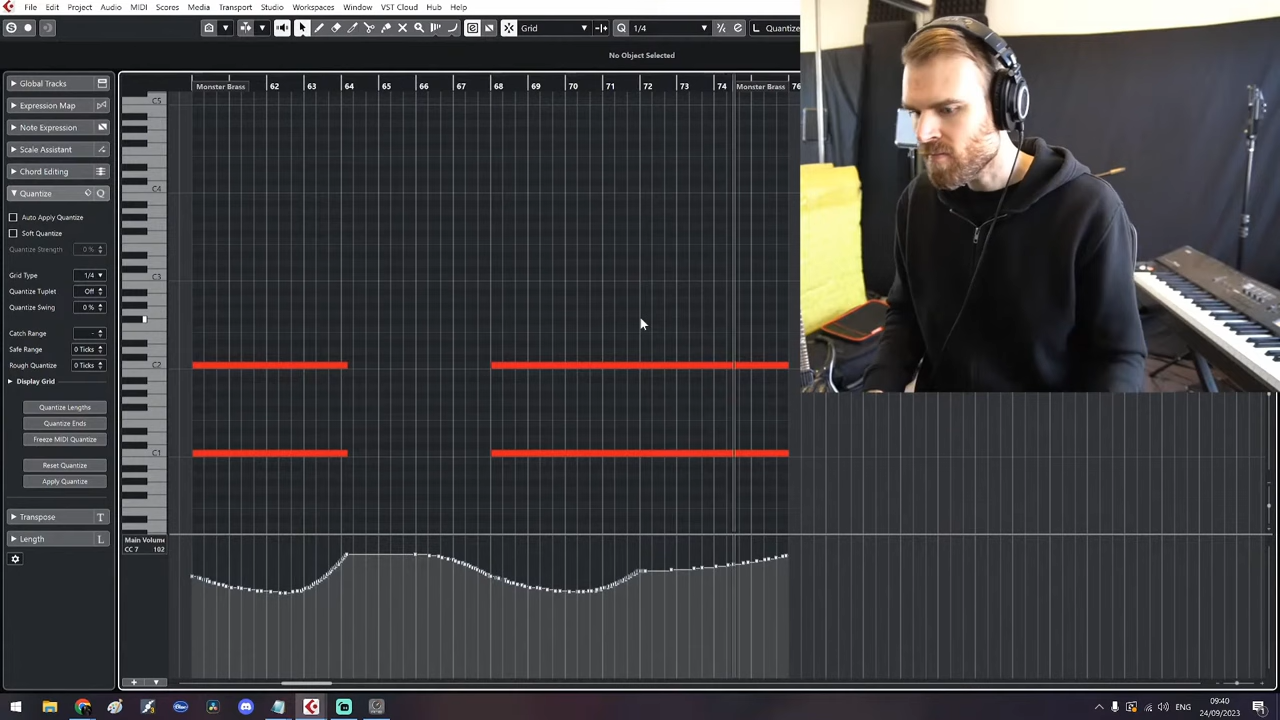 File Edit Project Audio MIDI Scores Media Transport Studio Workspaces Window VST Cloud Hub Help
S Grid Q 1/4 L Quantize
No Object Selected
Global Tracks
Monster Brass 62 63 64 65 66 67 68 69 70 71 72 73 74 Monster Brass 76
C5
Expression Map
Note Expression
Scale Assistant
Chord Editing
C4
Quantize Q
Auto Apply Quantize
Soft Quantize
Quantize Strength 0 %
Grid Type 1/4
C3
Quantize Tuplet Off
Quantize Swing 0 %
Catch Range -
Safe Range 0 Ticks
Rough Quantize 0 Ticks
C2
Display Grid
Quantize Lengths
Quantize Ends
Freeze MIDI Quantize
C1
Reset Quantize
Apply Quantize
Transpose T
Length L
Main Volume
CC 7 102
ENG
09:40
24/09/2023